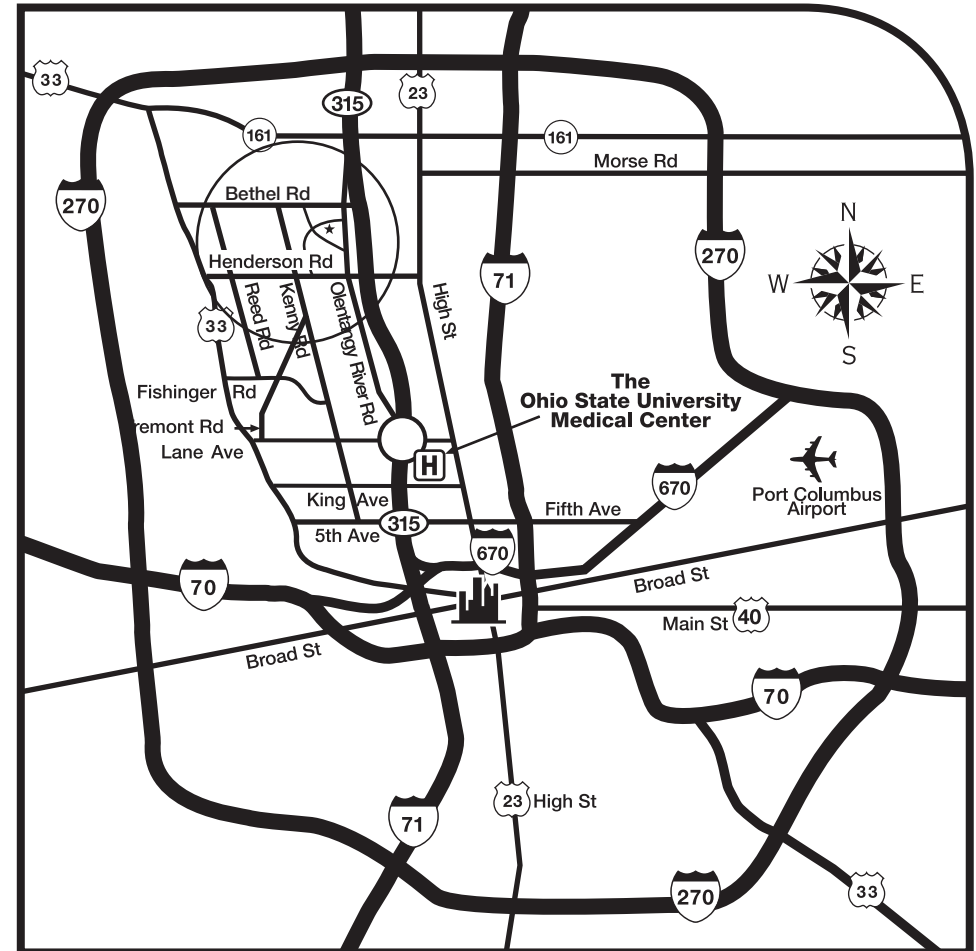 33
315
23
161
161
Morse Rd
270
Bethel Rd
N
Henderson Rd
71
270
W
E
S
33
Reed Rd
Kenny Rd
Olentangy River Rd
High St
Fishinger Rd
The
Ohio State University
Medical Center
remont Rd
Lane Ave
H
670
Port Columbus
Airport
King Ave
Fifth Ave
315
5th Ave
670
70
Broad St
Main St
40
Broad St
70
23
High St
71
270
33